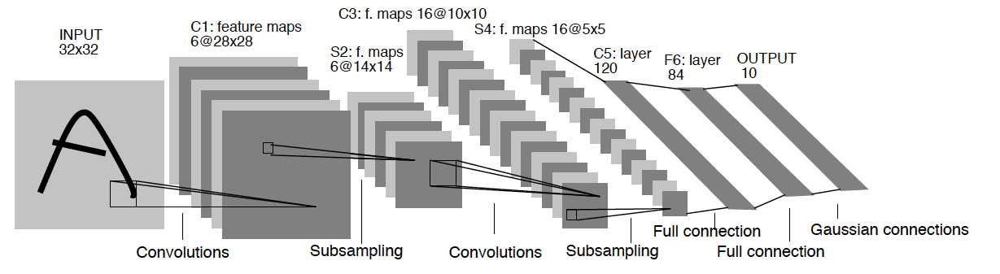 INPUT
32x32
C1: feature maps
6@28x28
S2: f. maps
6@14x14
C3: f. maps 16@10x10
S4: f. maps 16@5x5
C5: layer
120
F6: layer
84
OUTPUT
10
Convolutions
Subsampling
Convolutions
Subsampling
Full connection
Full connection
Gaussian connections